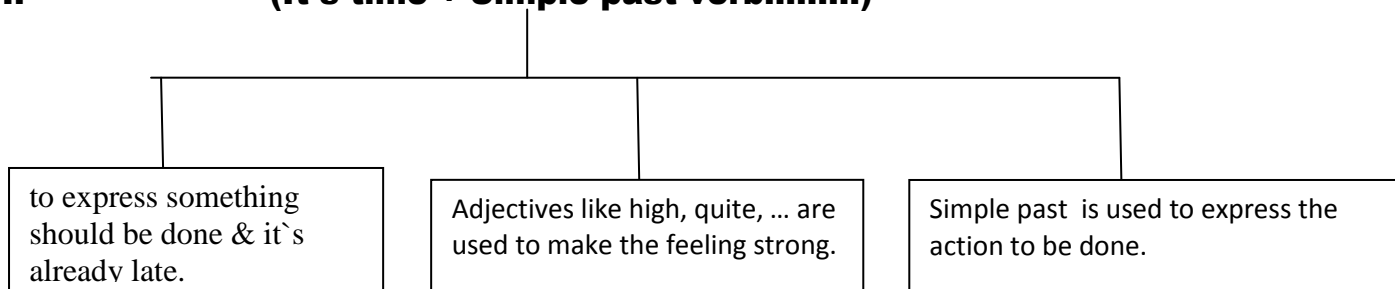 (It's time + Simple past verb.........)
to express something
should be done & it`s
already late.
Adjectives like high, quite, … are
used to make the feeling strong.
Simple past  is used to express the
action to be done.